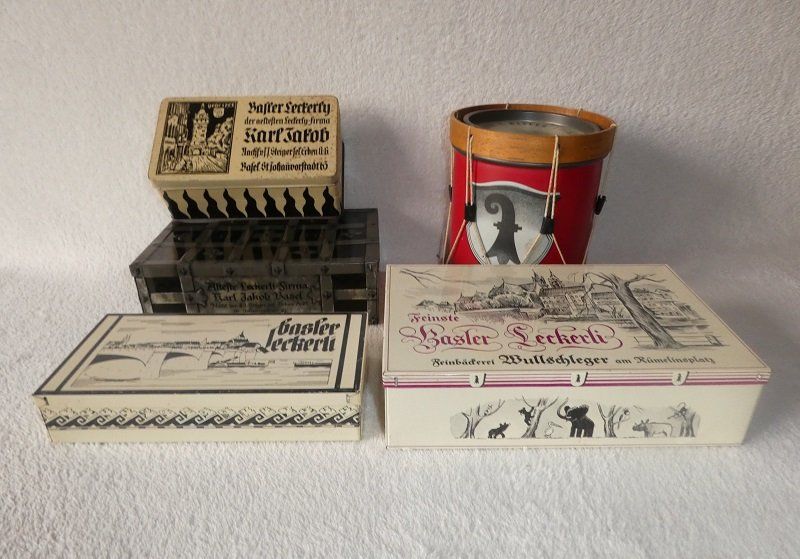 Basler Leckerly
der aeltesten Leckerly-Firma
Karl Jakob
Basel, St Johannvorstadt
Älteste Leckerli-Firma
Karl Jakob Basel
basler
Leckerli
Feinste
Basler Leckerli
Feinbäckerei Wullschleger am Rümelinsplatz